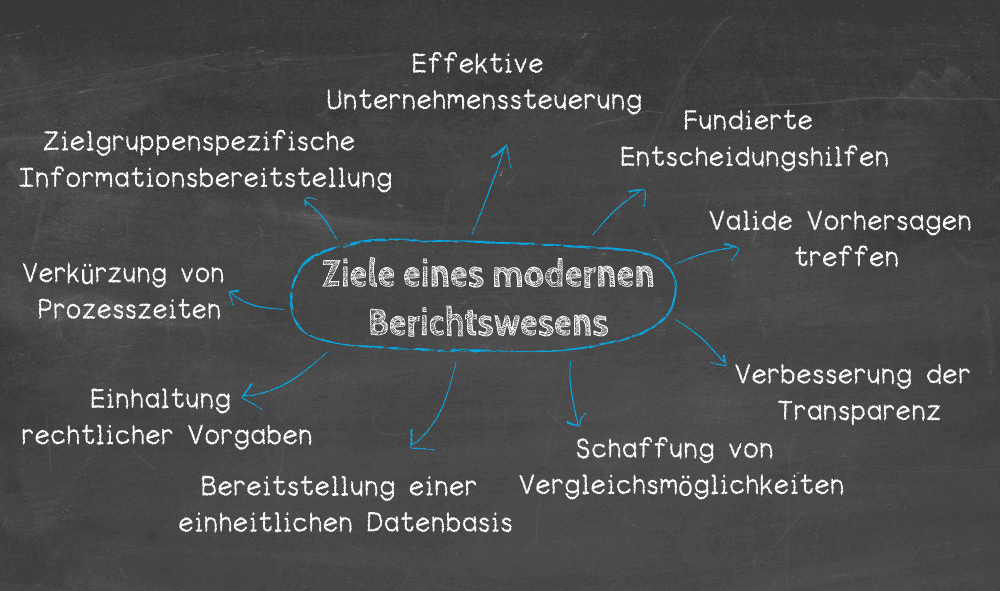 Effektive
Unternehmenssteuerung
Fundierte
Entscheidungshilfen
Zielgruppenspezifische
Informationsbereitstellung
Valide Vorhersagen
treffen
Ziele eines modernen
Berichtswesens
Verkürzung von
Prozesszeiten
Verbesserung der
Transparenz
Einhaltung
rechtlicher Vorgaben
Schaffung von
Vergleichsmöglichkeiten
Bereitstellung einer
einheitlichen Datenbasis